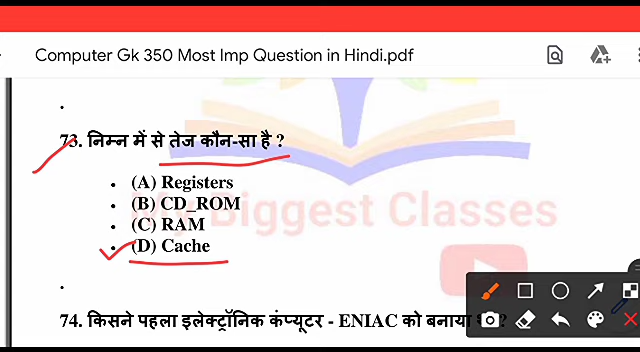 Computer Gk 350 Most Imp Question in Hindi.pdf
73. निम्न में से तेज कौन-सा है ?
(A) Registers
(B) CD_ROM
(C) RAM
(D) Cache
My Biggest Classes
74. किसने पहला इलेक्ट्रॉनिक कंप्यूटर - ENIAC को बनाया ?